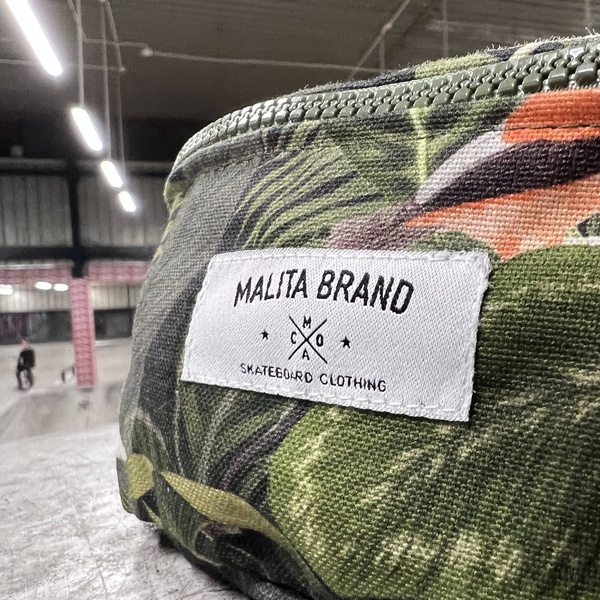 MALITA BRAND
M
C O
A
SKATEBOARD CLOTHING